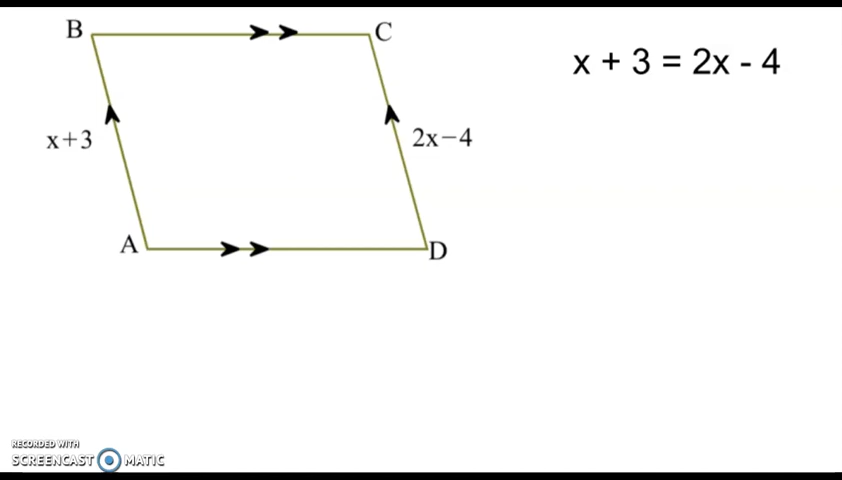 B
C
x + 3 = 2x - 4
x+3
2x−4
A
D
RECORDED WITH
SCREENCAST MATIC